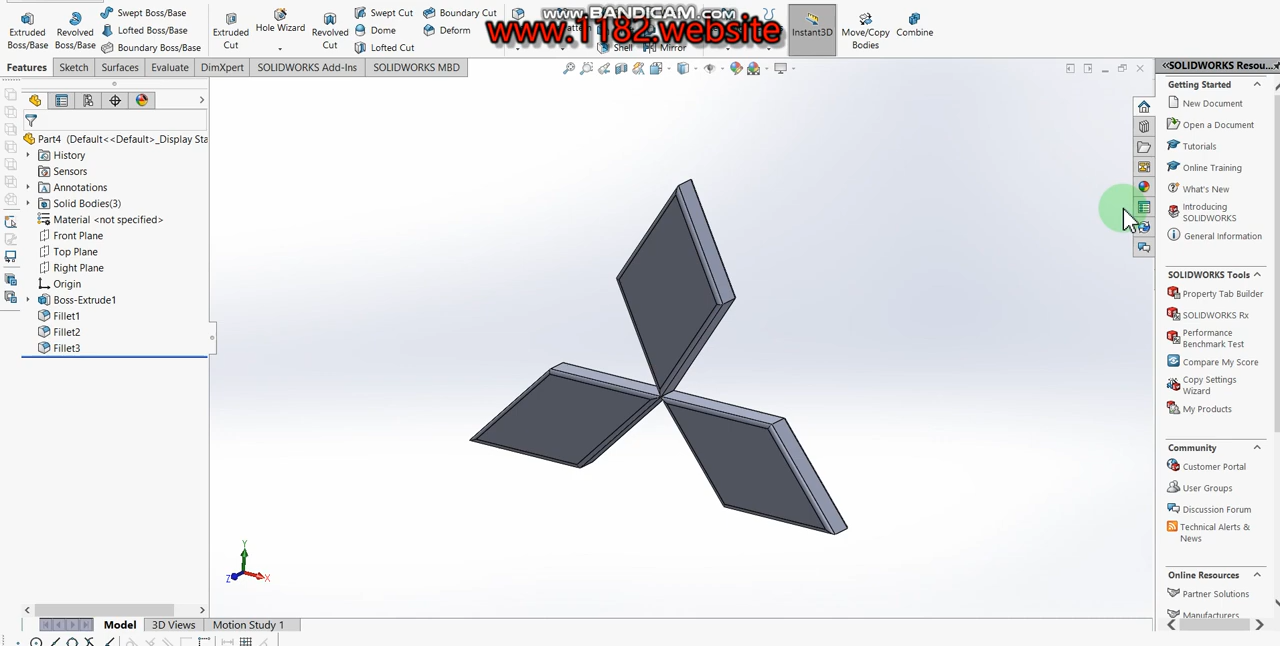 www.BANDICAM.com
www.1182.website
Extruded Boss/Base
Revolved Boss/Base
Swept Boss/Base
Lofted Boss/Base
Boundary Boss/Base
Extruded Cut
Hole Wizard
Revolved Cut
Swept Cut
Dome
Lofted Cut
Boundary Cut
Deform
Shell
Mirror
Instant3D
Move/Copy Bodies
Combine
Features
Sketch
Surfaces
Evaluate
DimXpert
SOLIDWORKS Add-Ins
SOLIDWORKS MBD
Part4 (Default<<Default>_Display Sta
History
Sensors
Annotations
Solid Bodies(3)
Material <not specified>
Front Plane
Top Plane
Right Plane
Origin
Boss-Extrude1
Fillet1
Fillet2
Fillet3
Y
Z
X
Model
3D Views
Motion Study 1
SOLIDWORKS Resou...
Getting Started
New Document
Open a Document
Tutorials
Online Training
What's New
Introducing
SOLIDWORKS
General Information
SOLIDWORKS Tools
Property Tab Builder
SOLIDWORKS Rx
Performance
Benchmark Test
Compare My Score
Copy Settings
Wizard
My Products
Community
Customer Portal
User Groups
Discussion Forum
Technical Alerts &
News
Online Resources
Partner Solutions
Manufacturers